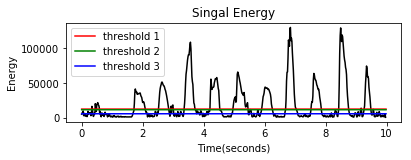 Singal Energy
threshold 1
threshold 2
threshold 3
Energy
100000
50000
0
0
2
4
6
8
10
Time(seconds)